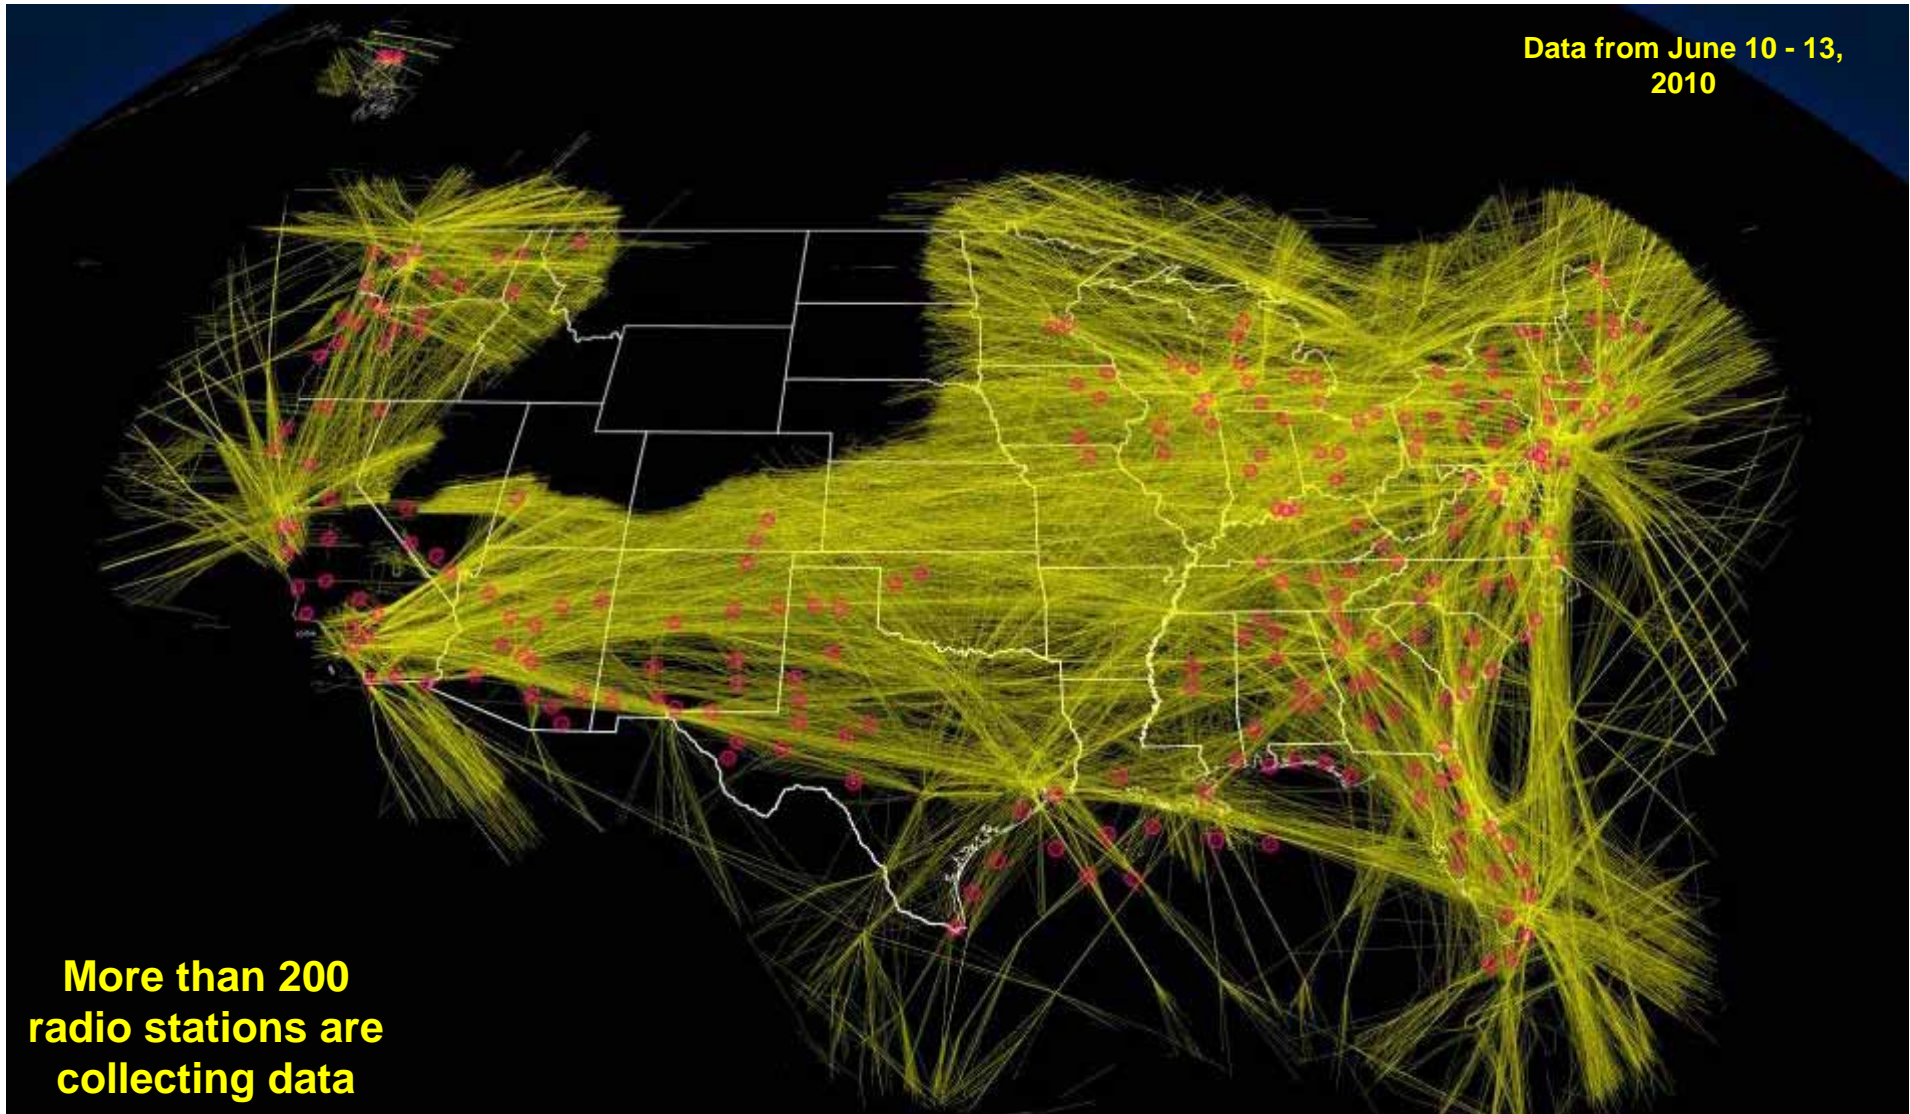 Data from June 10 - 13,
2010
More than 200
radio stations are
collecting data